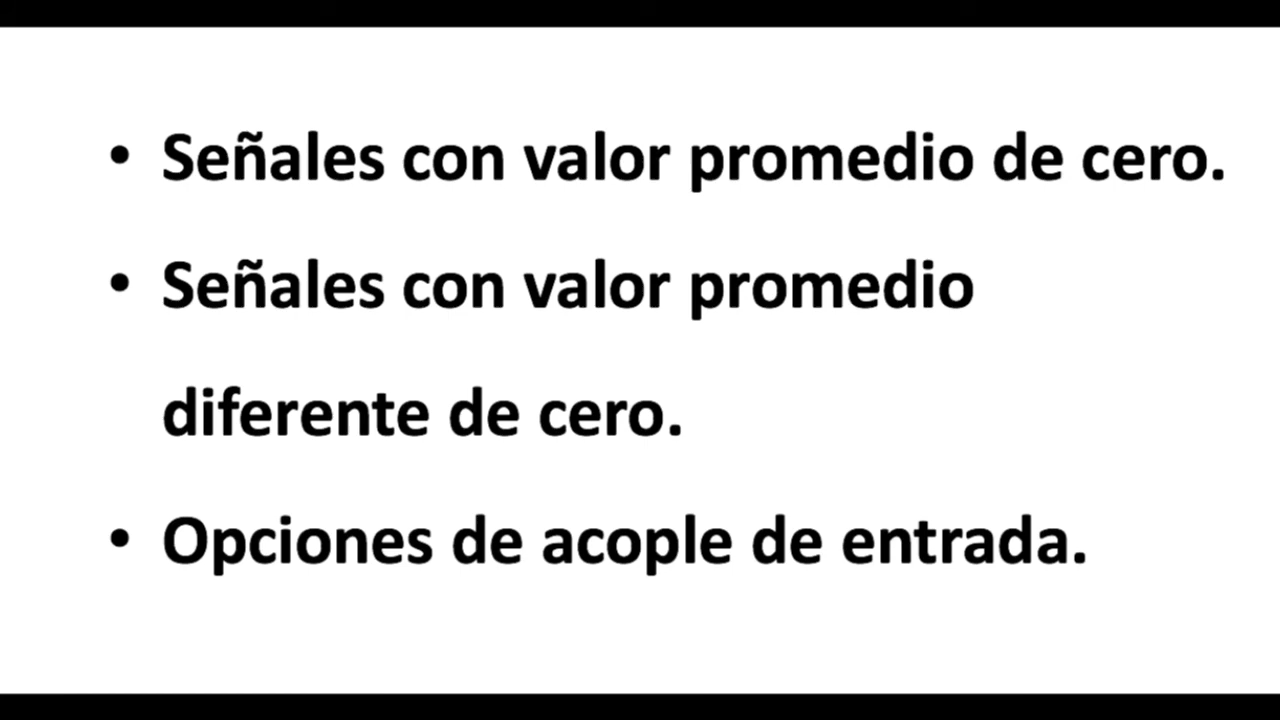 • Señales con valor promedio de cero.
• Señales con valor promedio
diferente de cero.
• Opciones de acople de entrada.